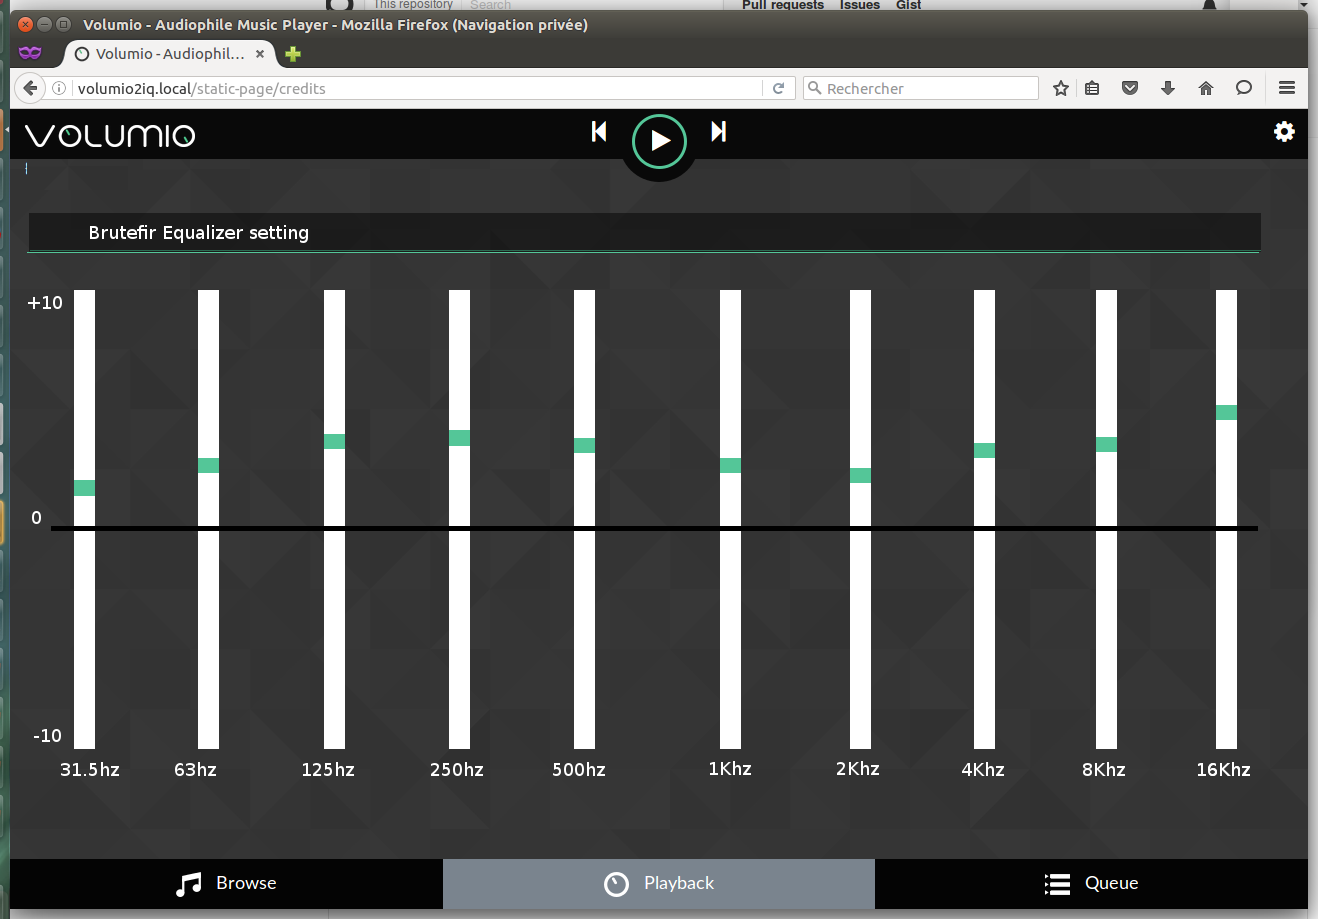 This repository
Search
Pull requests
Issues
Gist
Volumio - Audiophile Music Player - Mozilla Firefox (Navigation privée)
Volumio - Audiophil...
volumio2iq.local/static-page/credits
Rechercher
VOLUMIO
Brutefir Equalizer setting
+10
0
-10
31.5hz
63hz
125hz
250hz
500hz
1Khz
2Khz
4Khz
8Khz
16Khz
Browse
Playback
Queue